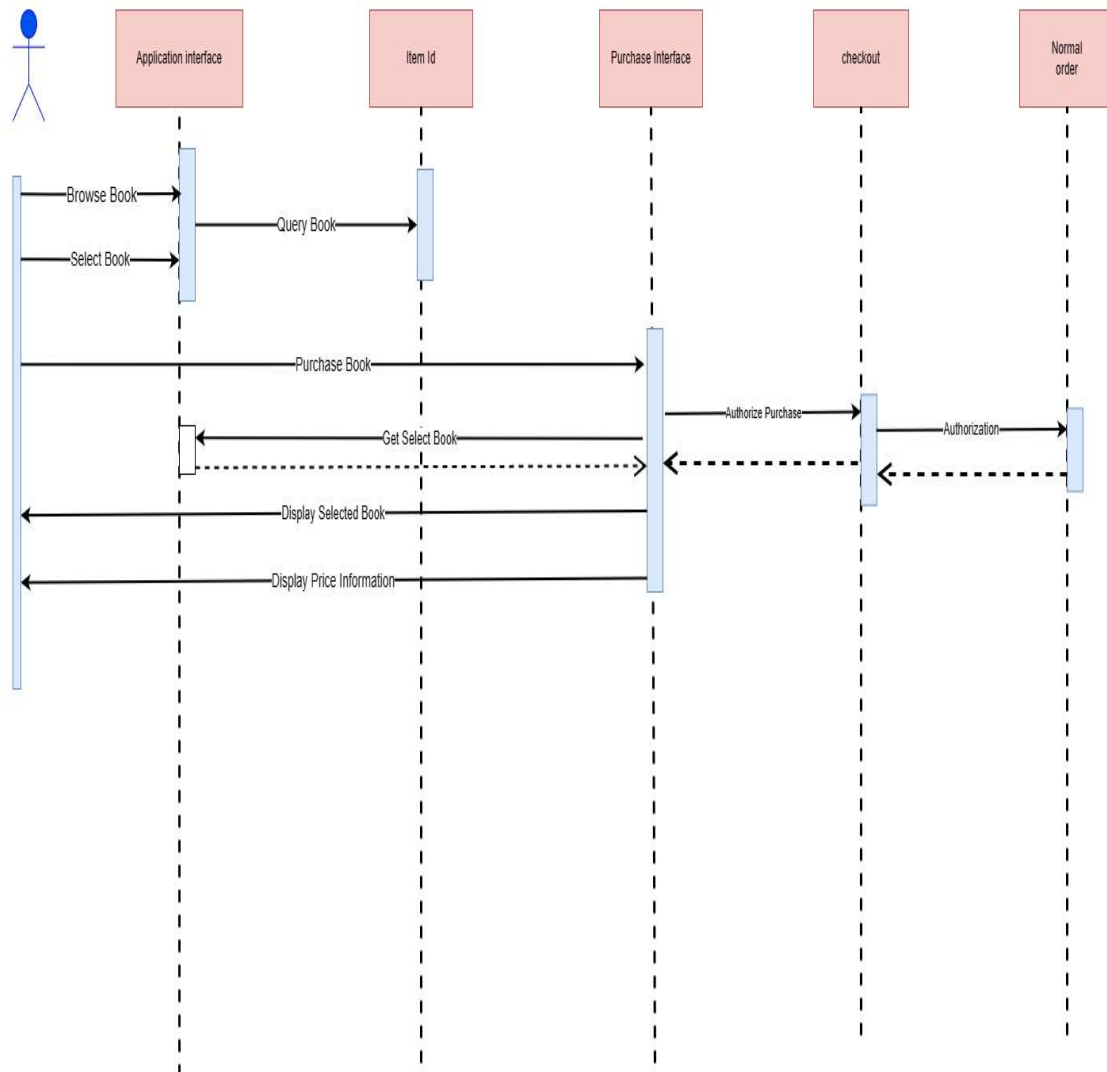 Application interface
Item Id
Purchase Interface
checkout
Normal
order
Browse Book
Query Book
Select Book
Purchase Book
Authorize Purchase
Authorization
Get Select Book
Display Selected Book
Display Price Information